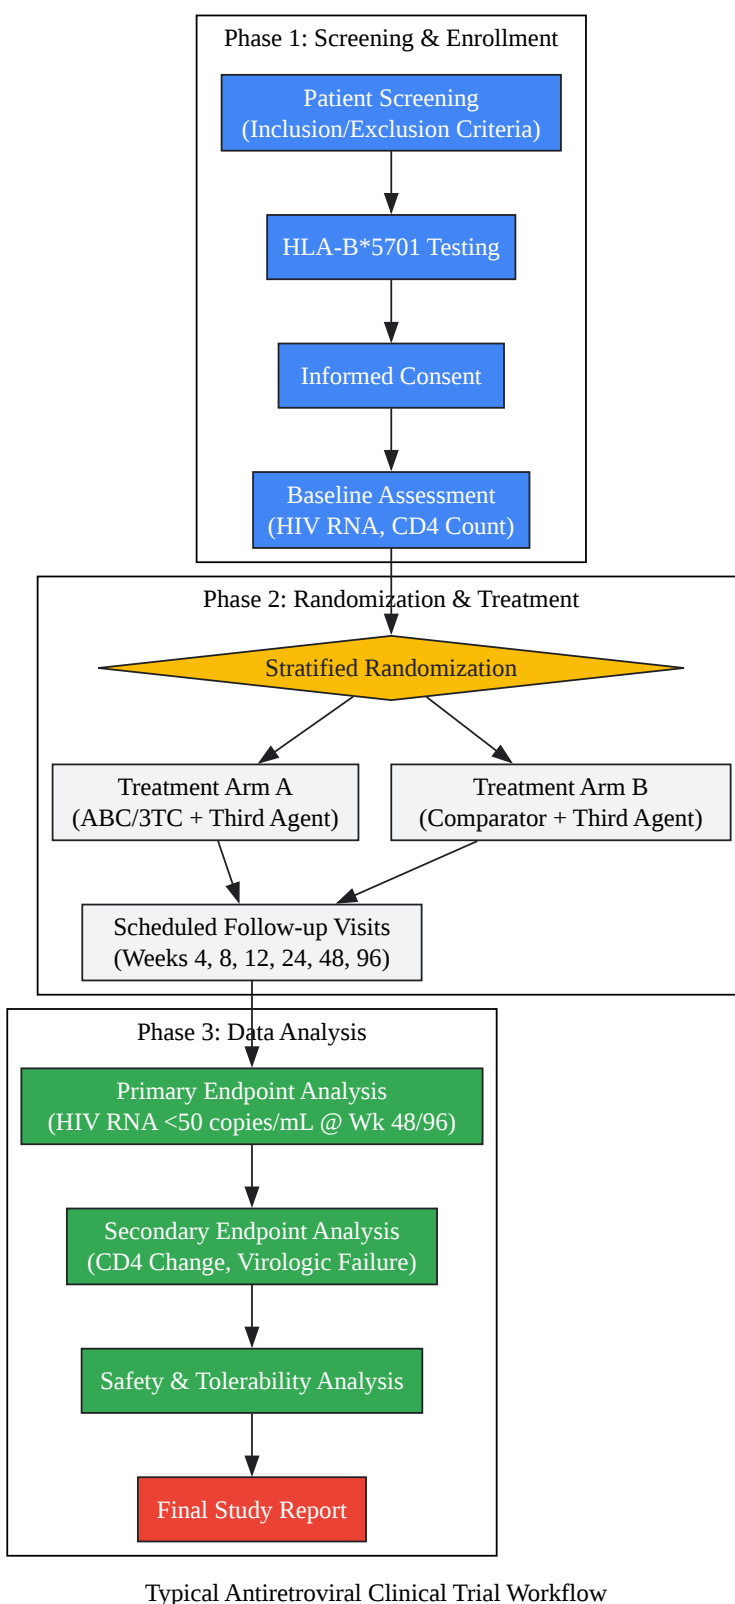 Phase 1: Screening & Enrollment
Patient Screening
(Inclusion/Exclusion Criteria)
HLA-B*5701 Testing
Informed Consent
Baseline Assessment
(HIV RNA, CD4 Count)
Phase 2: Randomization & Treatment
Stratified Randomization
Treatment Arm A
(ABC/3TC + Third Agent)
Treatment Arm B
(Comparator + Third Agent)
Scheduled Follow-up Visits
(Weeks 4, 8, 12, 24, 48, 96)
Phase 3: Data Analysis
Primary Endpoint Analysis
(HIV RNA <50 copies/mL @ Wk 48/96)
Secondary Endpoint Analysis
(CD4 Change, Virologic Failure)
Safety & Tolerability Analysis
Final Study Report
Typical Antiretroviral Clinical Trial Workflow